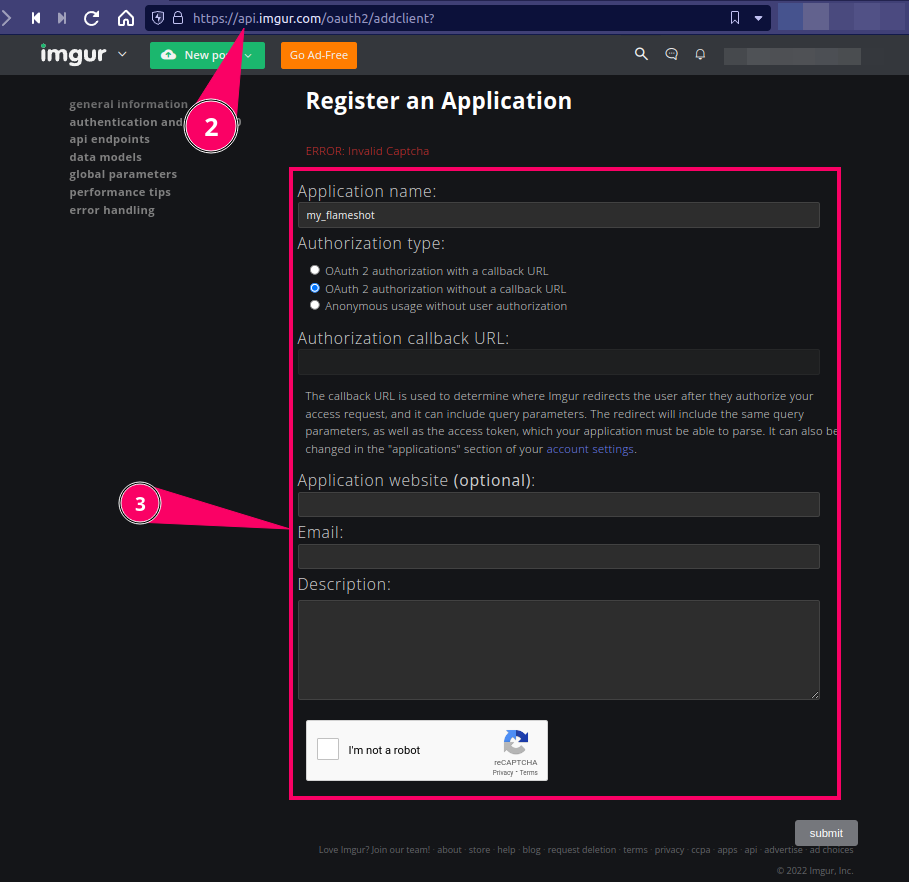 https://api.imgur.com/oauth2/addclient?
imgur
New po
Go Ad-Free
general information
authentication and
2
api endpoints
data models
global parameters
performance tips
error handling
Register an Application
ERROR: Invalid Captcha
Application name:
my_flameshot
Authorization type:
OAuth 2 authorization with a callback URL
OAuth 2 authorization without a callback URL
Anonymous usage without user authorization
Authorization callback URL:
The callback URL is used to determine where Imgur redirects the user after they authorize your
access request, and it can include query parameters. The redirect will include the same query
parameters, as well as the access token, which your application must be able to parse. It can also be
changed in the "applications" section of your account settings.
Application website (optional):
3
Email:
Description:
I'm not a robot
reCAPTCHA
Privacy - Terms
submit
Love Imgur? Join our team! · about · store · help · blog · request deletion · terms · privacy · ccpa · apps · api · advertise · ad choices
© 2022 Imgur, Inc.